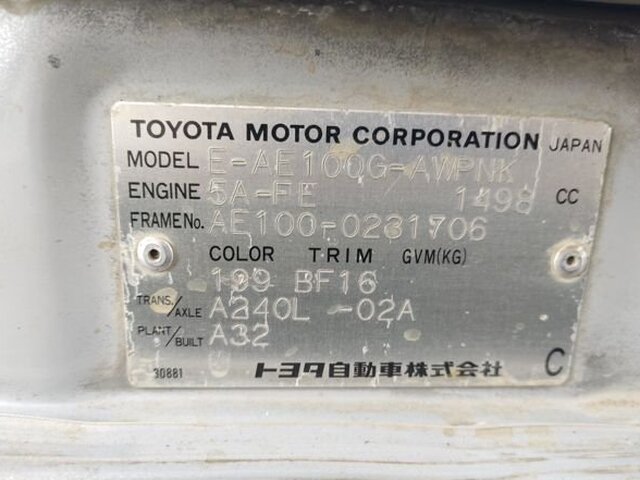 TOYOTA MOTOR CORPORATION JAPAN
MODEL E-AE100G-AWPNK
ENGINE 5A-FE 1498 CC
FRAME No. AE100-0231706
COLOR TRIM GVM(KG)
199 BF16
TRANS./AXLE A240L -02A
PLANT/BUILT A32
30881 トヨタ自動車株式会社 C